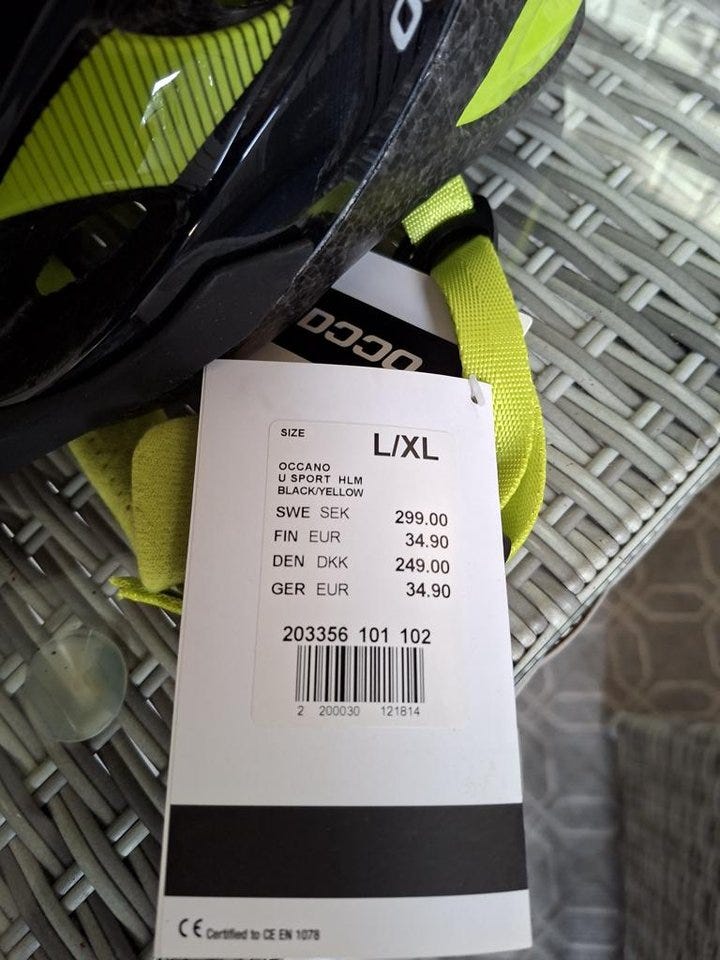 OCCANO
SIZE L/XL
OCCANO
U SPORT HLM
BLACK/YELLOW
SWE SEK 299.00
FIN EUR 34.90
DEN DKK 249.00
GER EUR 34.90
203356 101 102
2 200030 121814
CE Certified to CE EN 1078